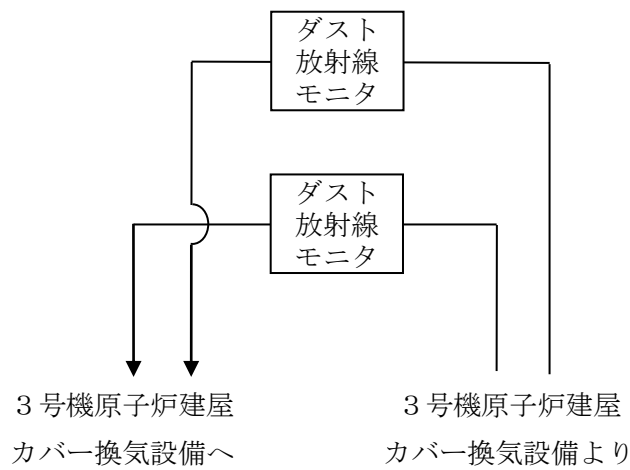 ダスト
放射線
モニタ
ダスト
放射線
モニタ
３号機原子炉建屋
カバー換気設備へ
３号機原子炉建屋
カバー換気設備より